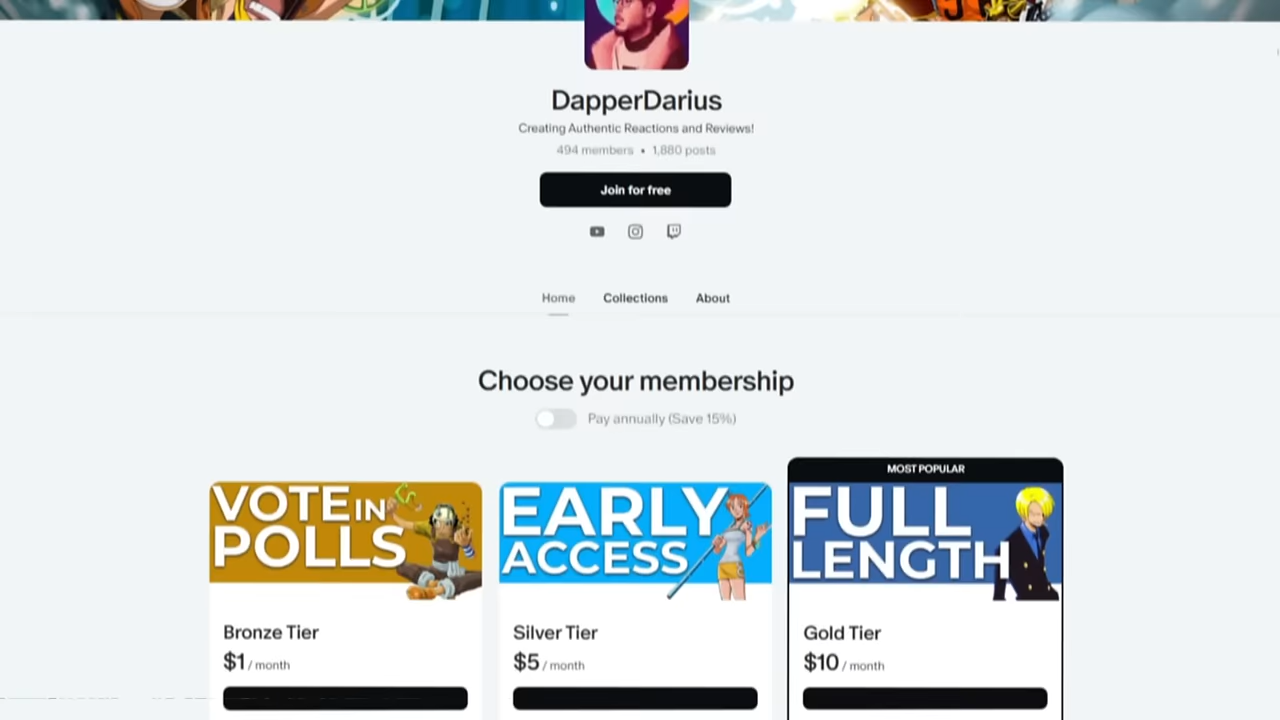 DapperDarius
Creating Authentic Reactions and Reviews!
494 members • 1,880 posts
Join for free
Home Collections About
Choose your membership
Pay annually (Save 15%)
MOST POPULAR
VOTE IN
POLLS
EARLY
ACCESS
FULL
LENGTH
Bronze Tier
Silver Tier
Gold Tier
$1 / month
$5 / month
$10 / month